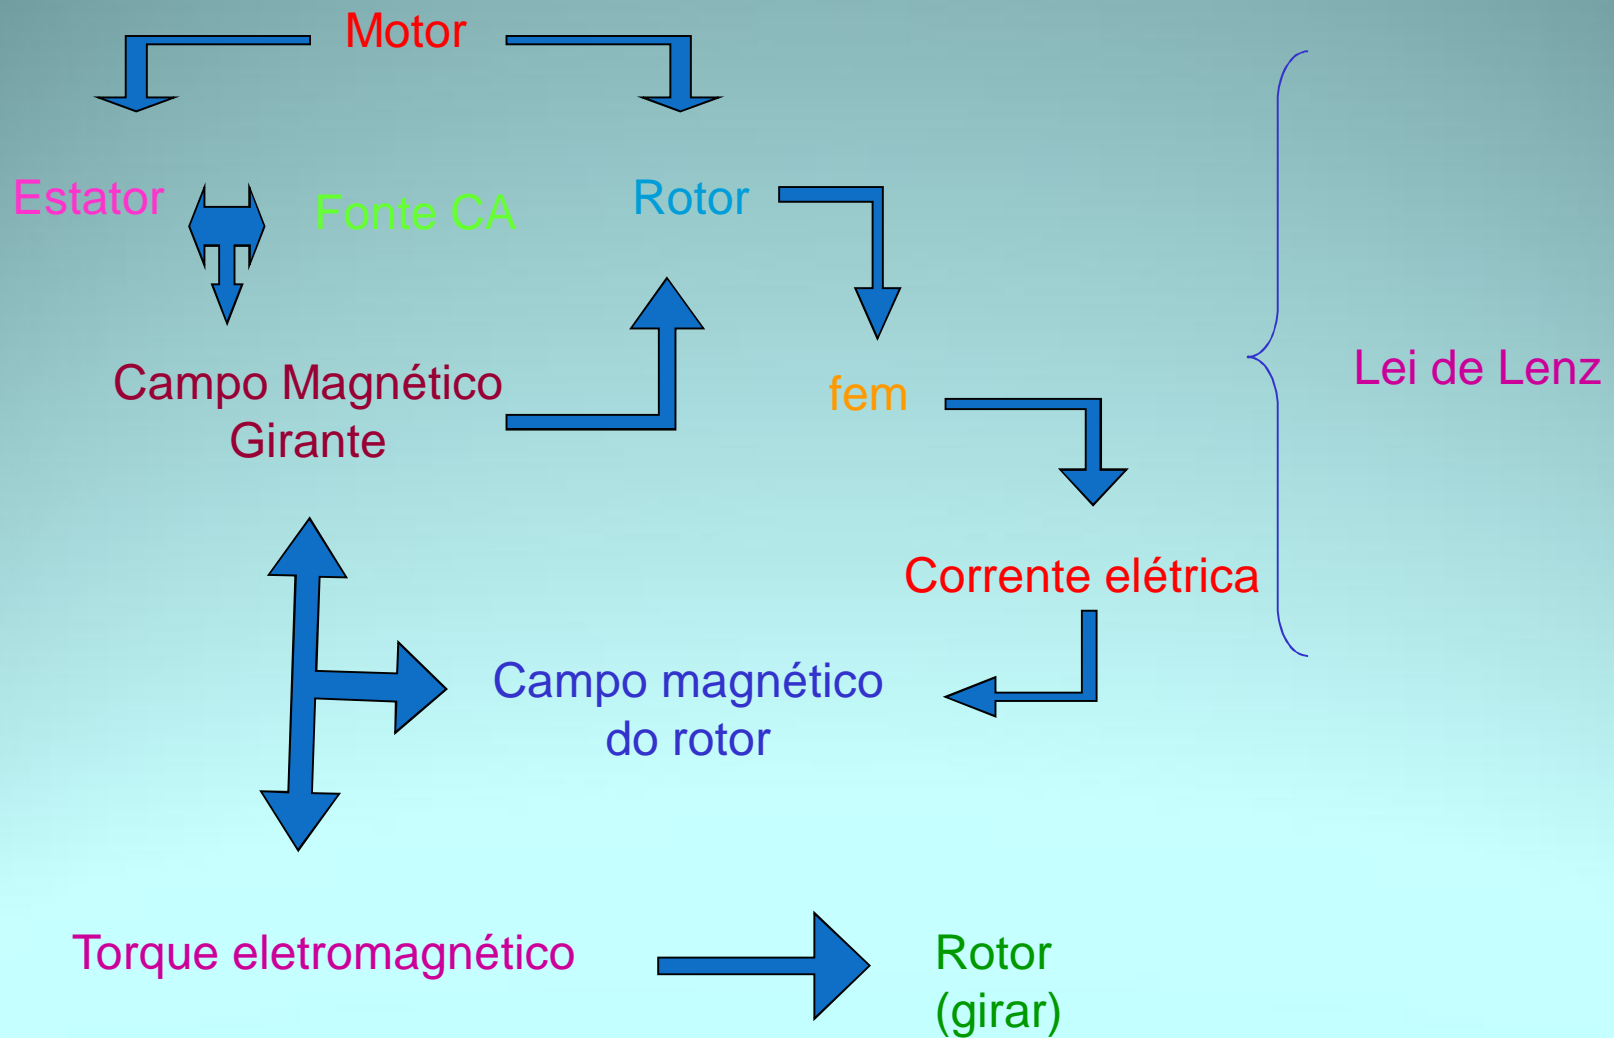 Motor
Estator
Fonte CA
Rotor
Campo Magnético
Girante
fem
Lei de Lenz
Corrente elétrica
Campo magnético
do rotor
Torque eletromagnético
Rotor
(girar)